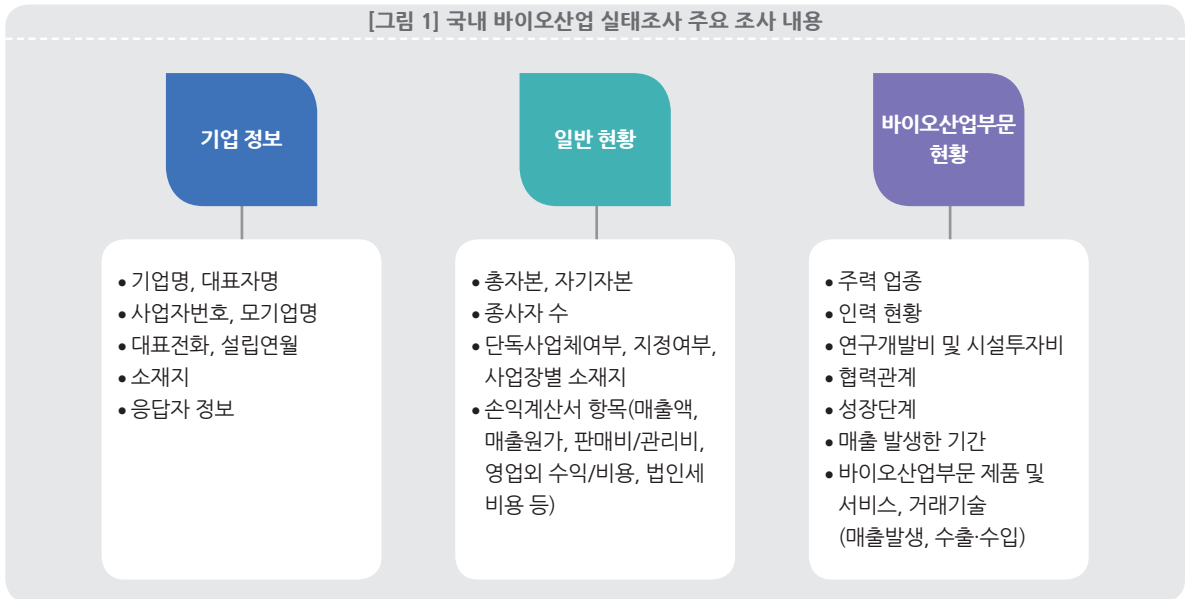 [그림 1] 국내 바이오산업 실태조사 주요 조사 내용
기업 정보
• 기업명, 대표자명
• 사업자번호, 모기업명
• 대표전화, 설립연월
• 소재지
• 응답자 정보
일반 현황
• 총자본, 자기자본
• 종사자 수
• 단독사업체여부, 지정여부,
사업장별 소재지
• 손익계산서 항목(매출액,
매출원가, 판매비/관리비,
영업외 수익/비용, 법인세
비용 등)
바이오산업부문
현황
• 주력 업종
• 인력 현황
• 연구개발비 및 시설투자비
• 협력관계
• 성장단계
• 매출 발생한 기간
• 바이오산업부문 제품 및
서비스, 거래기술
(매출발생, 수출·수입)